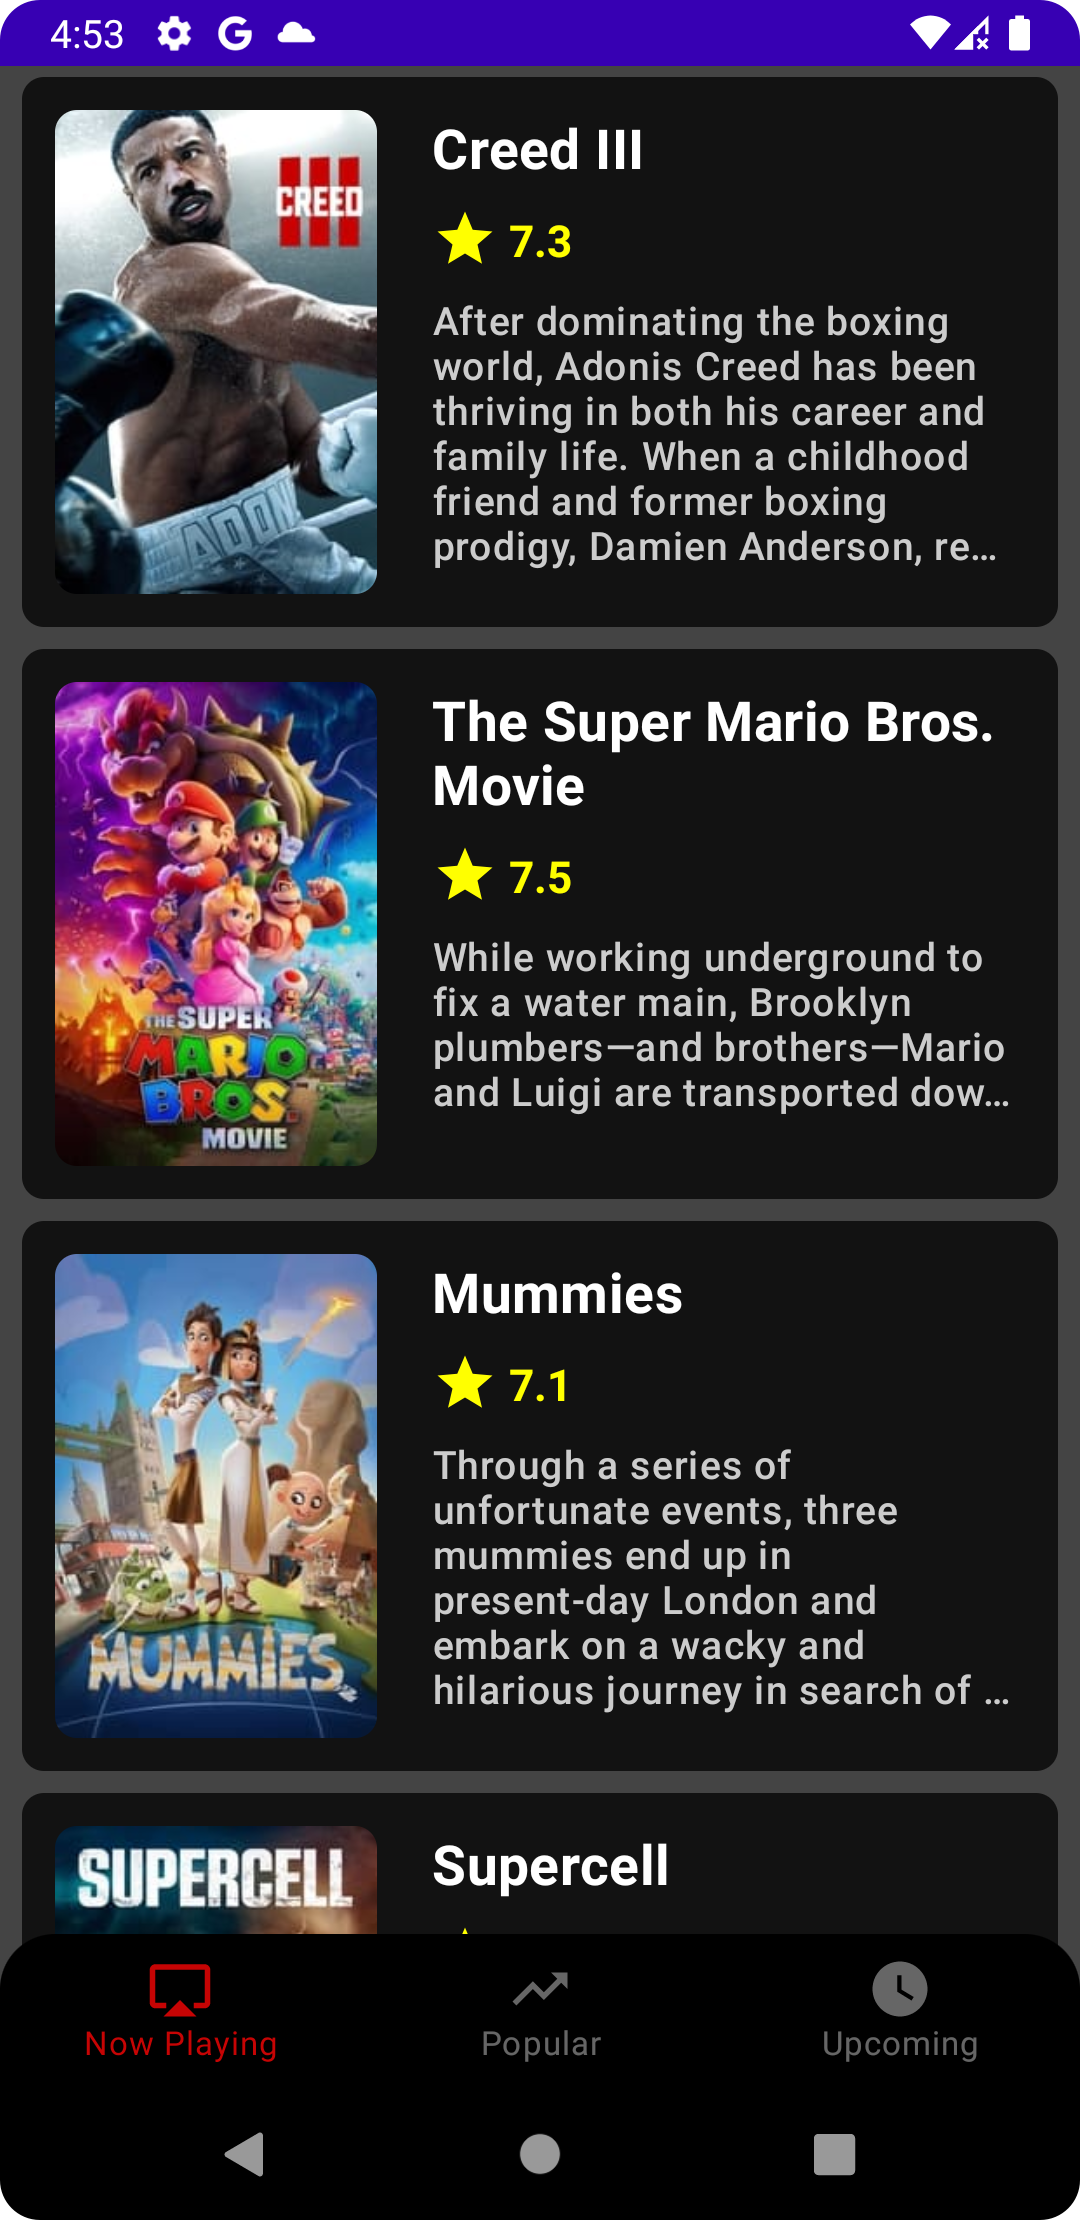 4:53
Creed III
CREED
7.3
After dominating the boxing
world, Adonis Creed has been
thriving in both his career and
family life. When a childhood
friend and former boxing
prodigy, Damien Anderson, re…
ADON
The Super Mario Bros.
Movie
7.5
While working underground to
fix a water main, Brooklyn
plumbers—and brothers—Mario
and Luigi are transported dow…
THE SUPER
MARIO
BROS.
MOVIE
Mummies
7.1
Through a series of
unfortunate events, three
mummies end up in
present-day London and
embark on a wacky and
hilarious journey in search of …
MUMMIES
SUPERCELL
Supercell
Now Playing
Popular
Upcoming